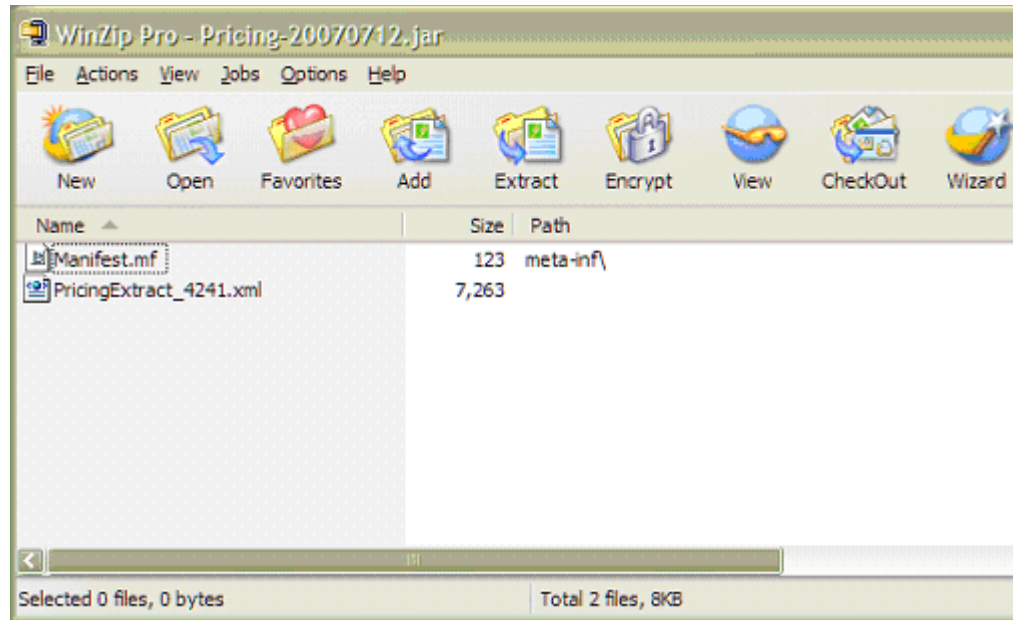 WinZip Pro - Pricing-20070712.jar
File Actions View Jobs Options Help
New Open Favorites Add Extract Encrypt View CheckOut Wizard
Name Size Path
Manifest.mf 123 meta-inf\
PricingExtract_4241.xml 7,263
Selected 0 files, 0 bytes Total 2 files, 8KB